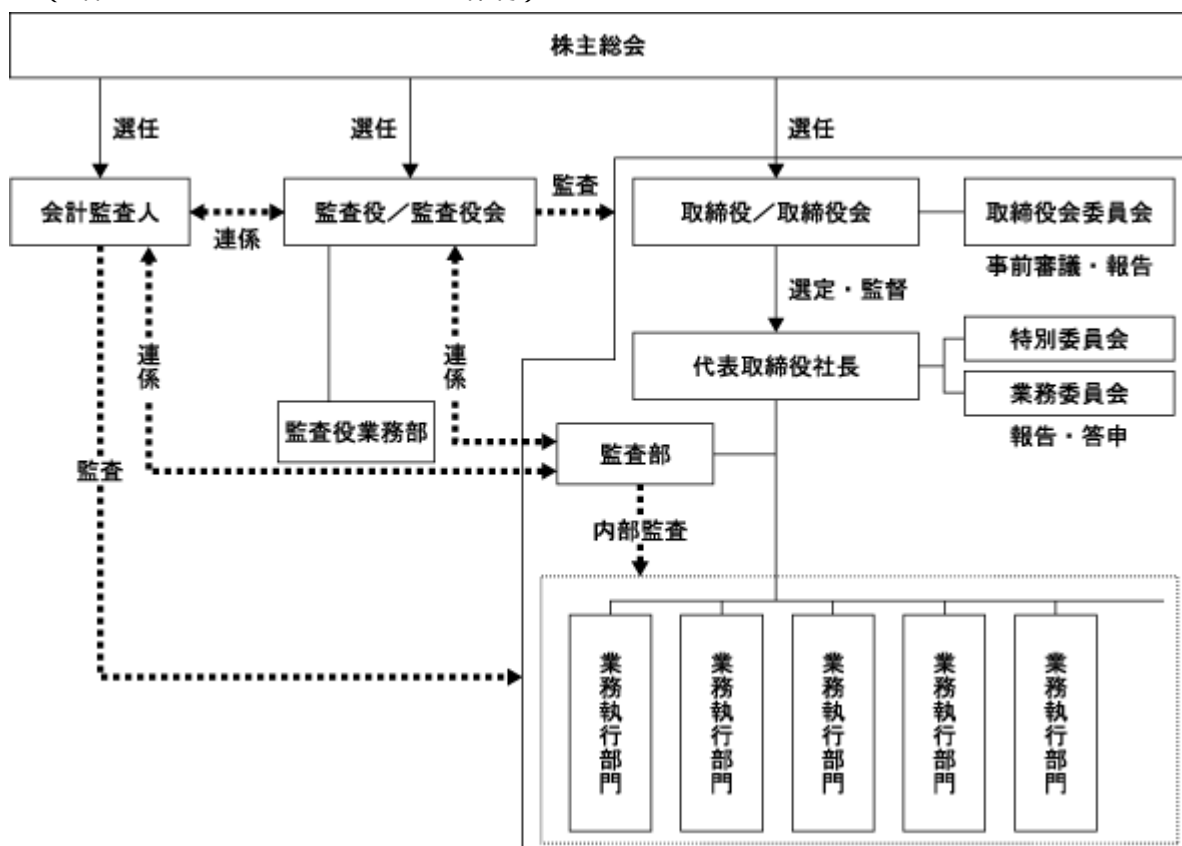 株主総会
選任
選任
選任
会計監査人
連係
監査役／監査役会
監査
取締役／取締役会
取締役会委員会
事前審議・報告
選定・監督
代表取締役社長
特別委員会
業務委員会
報告・答申
連係
連係
監査役業務部
監査部
監査
内部監査
業務執行部門
業務執行部門
業務執行部門
業務執行部門
業務執行部門